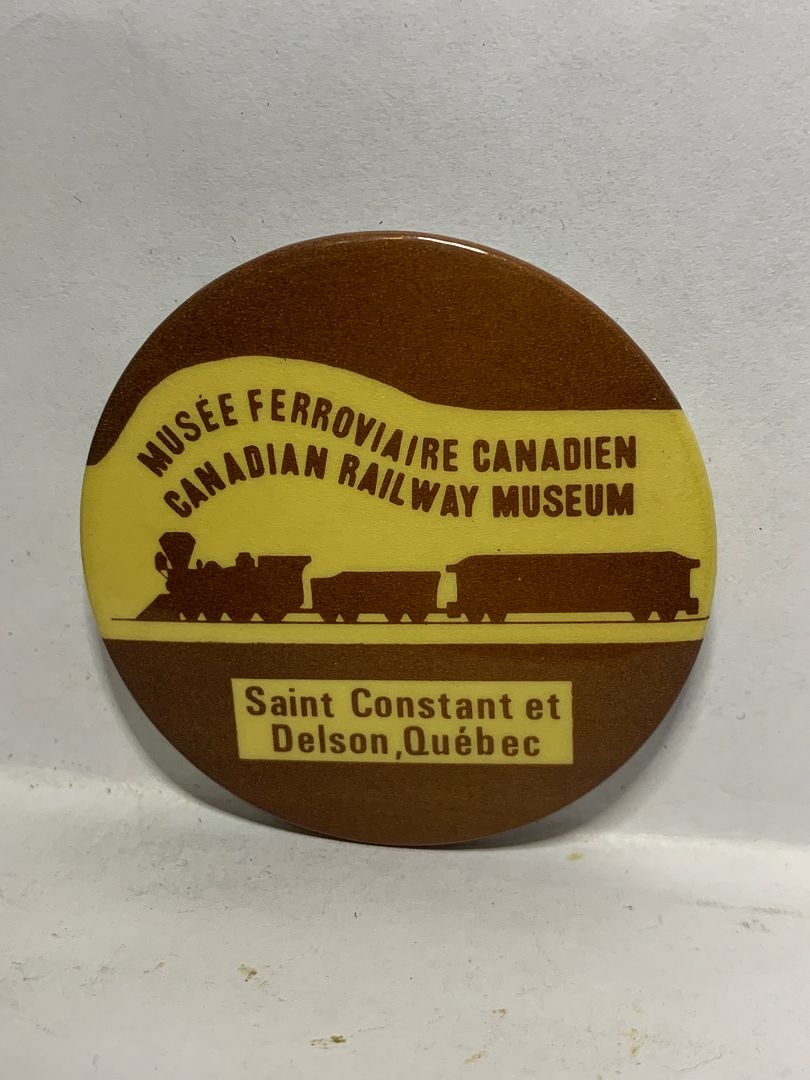 MUSÉE FERROVIAIRE CANADIEN
CANADIAN RAILWAY MUSEUM
Saint Constant et
Delson, Québec